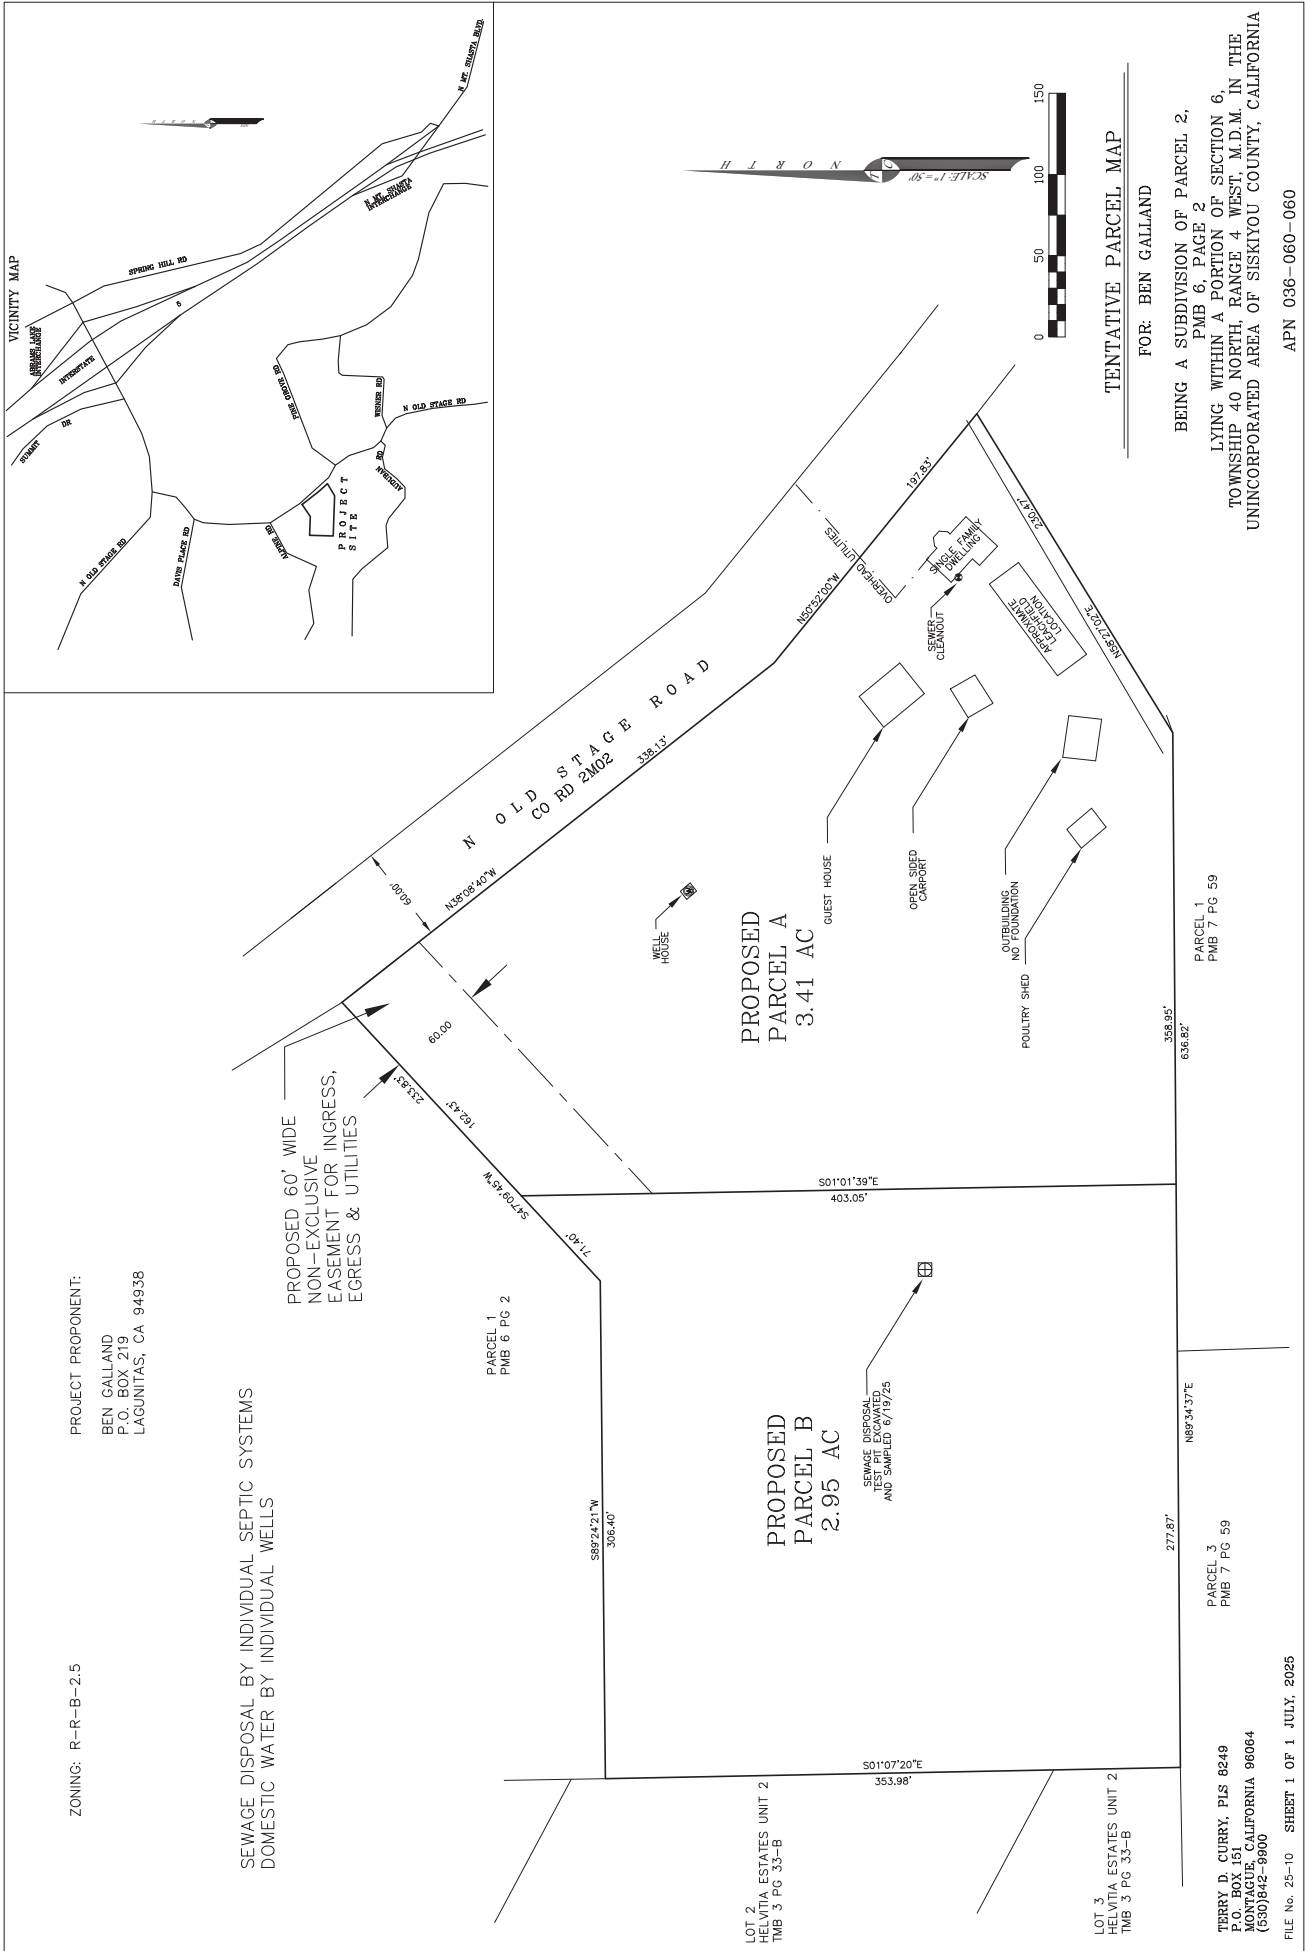 VICINITY MAP
ABRAMS LAKE
INTERCHANGE
SUMMIT DR
INTERSTATE 5
SPRING HILL RD
N MT. SHASTA BLVD.
N MT. SHASTA
INTERCHANGE
N OLD STAGE RD
DAVIS PLACE RD
ALPINE RD
PINE GROVE RD
WISNER RD
N OLD STAGE RD
AUDUBAN RD
PROJECT
SITE
NORTH
ZONING: R-R-B-2.5
PROJECT PROPONENT:
BEN GALLAND
P.O. BOX 219
LAGUNITAS, CA 94938
SEWAGE DISPOSAL BY INDIVIDUAL SEPTIC SYSTEMS
DOMESTIC WATER BY INDIVIDUAL WELLS
PROPOSED 60' WIDE
NON-EXCLUSIVE
EASEMENT FOR INGRESS,
EGRESS & UTILITIES
PARCEL 1
PMB 6 PG 2
S89°24'21"W
306.40'
71.40'
S47°09'45"W
162.43'
233.83'
60.00
60.00'
N38°08'40"W
338.13'
N OLD STAGE ROAD
CO RD 2M02
N50°52'00"W
197.83'
OVERHEAD UTILITIES
SINGLE FAMILY
DWELLING
SEWER
CLEANOUT
APPROXIMATE
LEACHFIELD
LOCATION
230.47'
N58°27'02"E
WELL
HOUSE
GUEST HOUSE
OPEN SIDED
CARPORT
OUTBUILDING
NO FOUNDATION
POULTRY SHED
PROPOSED
PARCEL A
3.41 AC
S01°01'39"E
403.05'
PROPOSED
PARCEL B
2.95 AC
SEWAGE DISPOSAL
TEST PIT EXCAVATED
AND SAMPLED 6/19/25
S01°07'20"E
353.98'
277.87'
N89°34'37"E
358.95'
636.82'
PARCEL 1
PMB 7 PG 59
PARCEL 3
PMB 7 PG 59
LOT 2
HELVITIA ESTATES UNIT 2
TMB 3 PG 33-B
LOT 3
HELVITIA ESTATES UNIT 2
TMB 3 PG 33-B
NORTH
SCALE: 1" = 50'
0 50 100 150
TENTATIVE PARCEL MAP
FOR: BEN GALLAND
BEING A SUBDIVISION OF PARCEL 2,
PMB 6, PAGE 2
LYING WITHIN A PORTION OF SECTION 6,
TOWNSHIP 40 NORTH, RANGE 4 WEST, M.D.M. IN THE
UNINCORPORATED AREA OF SISKIYOU COUNTY, CALIFORNIA
APN 036-060-060
TERRY D. CURRY, PLS 8249
P.O. BOX 151
MONTAGUE, CALIFORNIA 96064
(530)842-9900
FILE No. 25-10 SHEET 1 OF 1 JULY, 2025